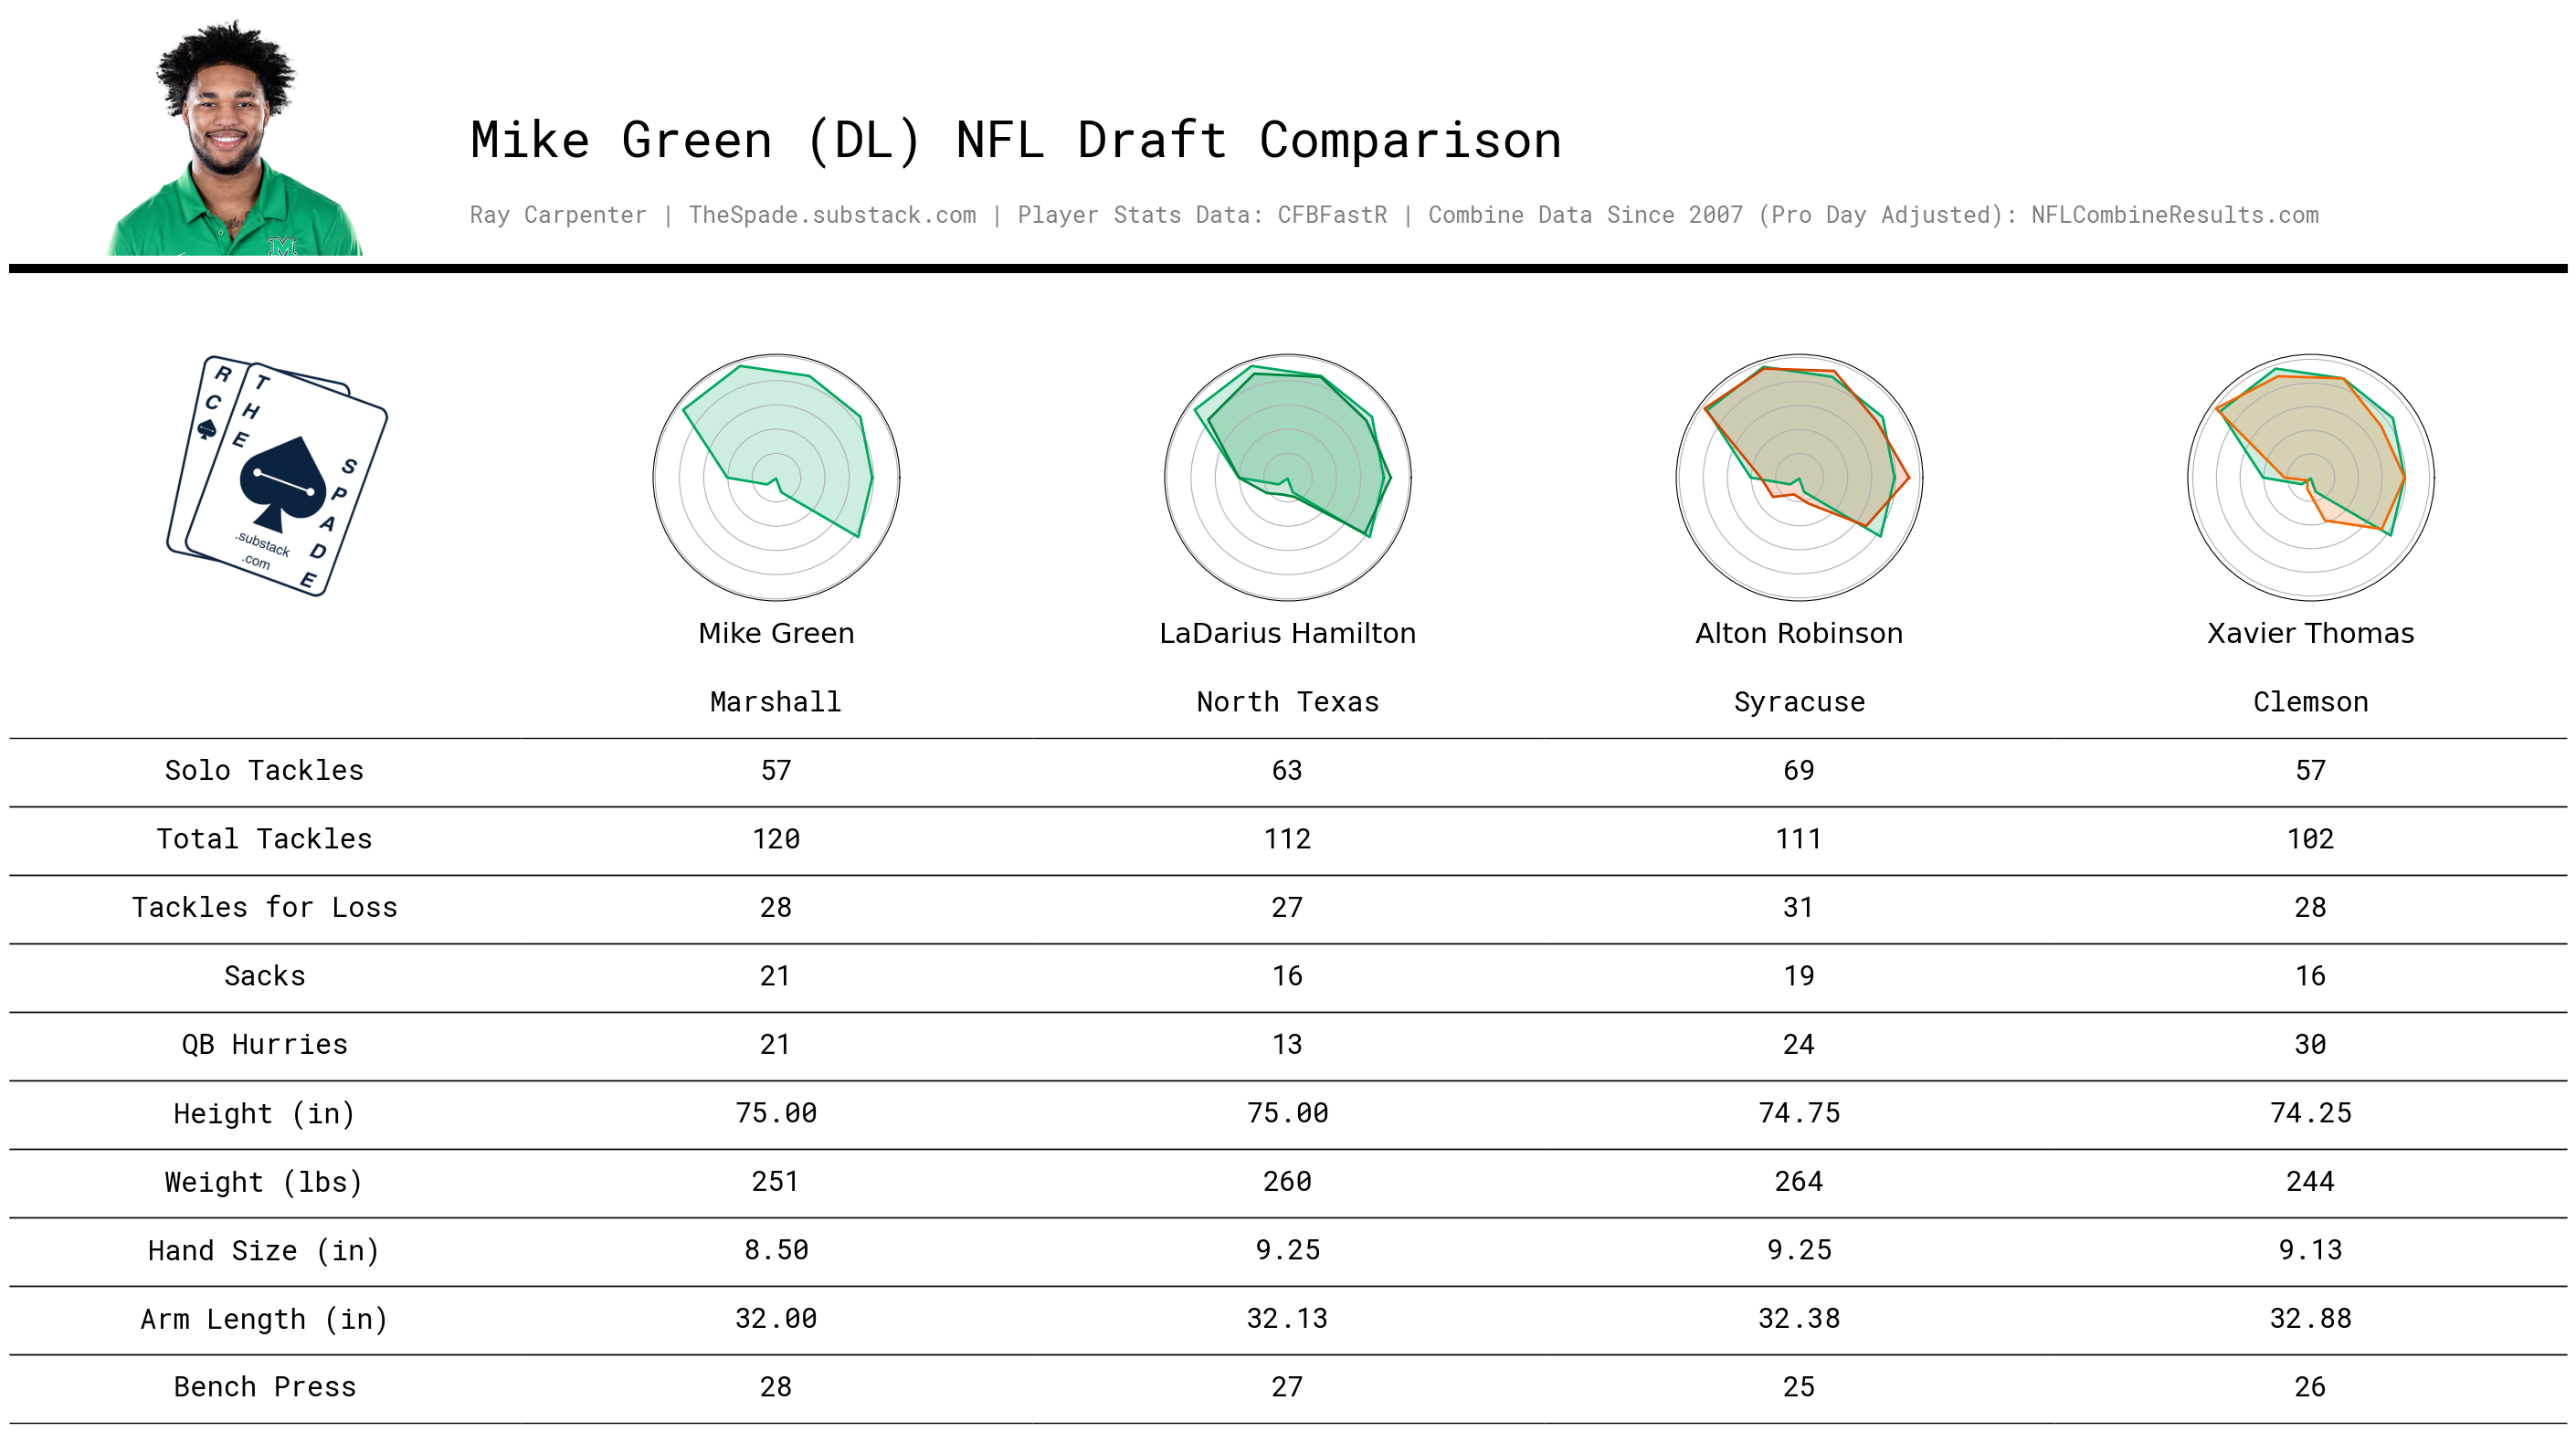 Mike Green (DL) NFL Draft Comparison
Ray Carpenter | TheSpade.substack.com | Player Stats Data: CFBFastR | Combine Data Since 2007 (Pro Day Adjusted): NFLCombineResults.com
M
RC
THE
SPADE
.substack
.com
Mike Green LaDarius Hamilton Alton Robinson Xavier Thomas
Marshall North Texas Syracuse Clemson
Solo Tackles 57 63 69 57
Total Tackles 120 112 111 102
Tackles for Loss 28 27 31 28
Sacks 21 16 19 16
QB Hurries 21 13 24 30
Height (in) 75.00 75.00 74.75 74.25
Weight (lbs) 251 260 264 244
Hand Size (in) 8.50 9.25 9.25 9.13
Arm Length (in) 32.00 32.13 32.38 32.88
Bench Press 28 27 25 26